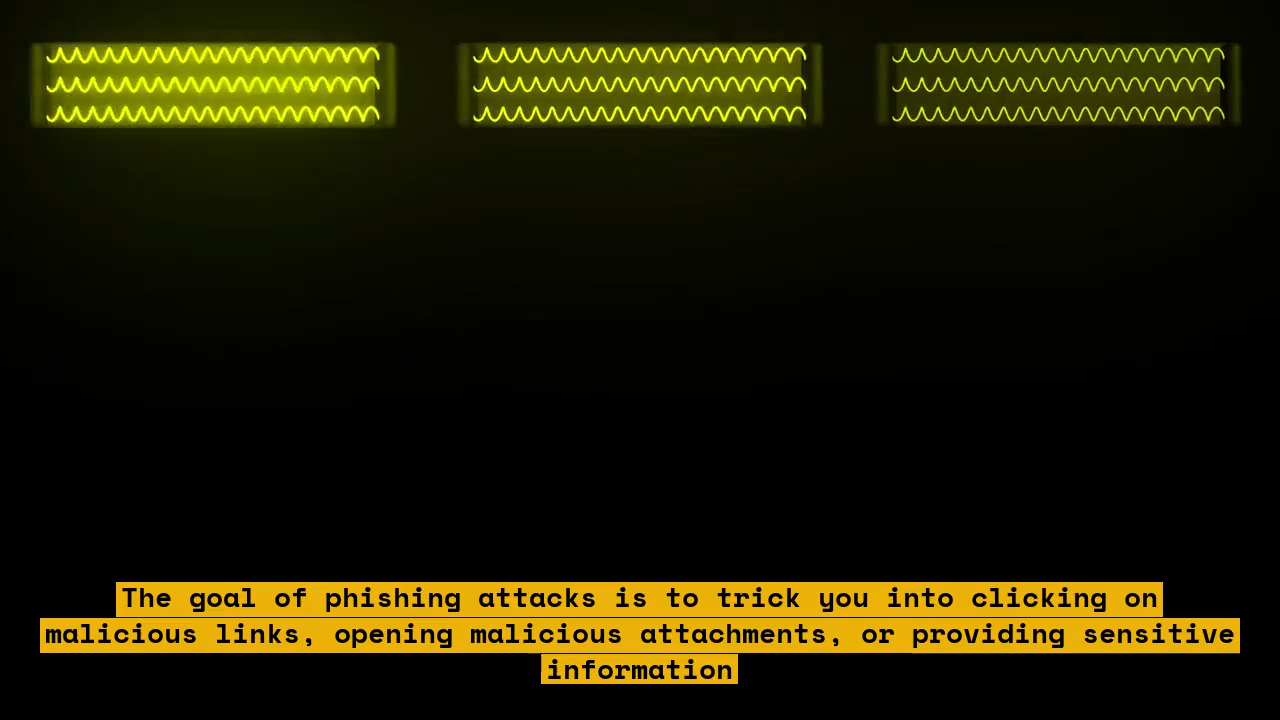 The goal of phishing attacks is to trick you into clicking on
malicious links, opening malicious attachments, or providing sensitive
information